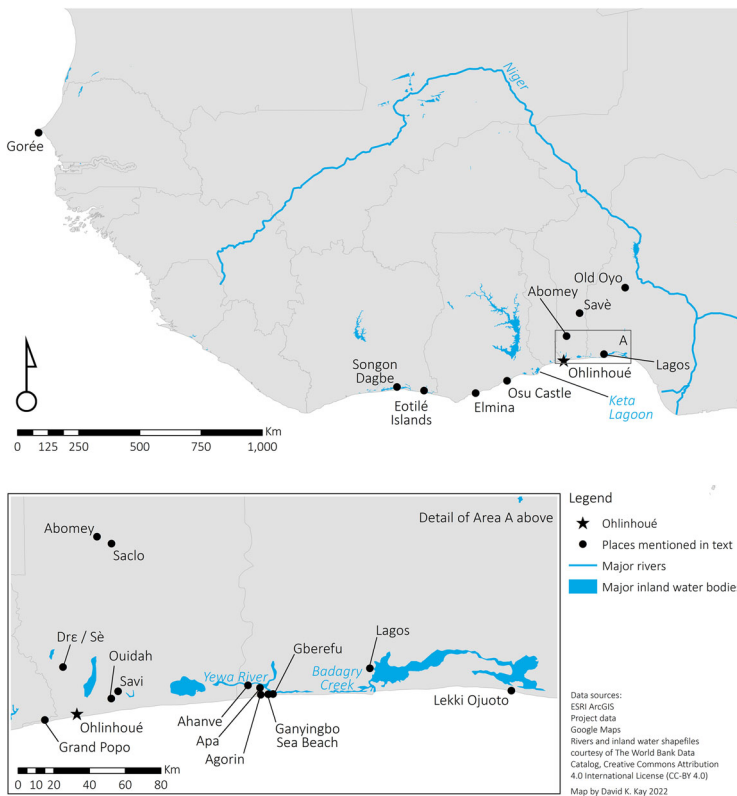 Niger
Gorée
Old Oyo
Abomey
Savè
A
Songon
Dagbe
Lagos
Ohlinhoué
Osu Castle
Eotilé
Islands
Elmina
Keta
Lagoon
Km
0 125 250 500 750 1,000
Detail of Area A above
Abomey
Saclo
Drɛ / Sè
Ouidah
Savi
Gberefu
Lagos
Yewa River
Badagry
Creek
Lekki Ojuoto
Ohlinhoué
Ahanve
Grand Popo
Apa
Ganyingbo
Sea Beach
Agorin
Km
0 10 20 40 60 80
Legend
Ohlinhoué
Places mentioned in text
Major rivers
Major inland water bodies
Data sources:
ESRI ArcGIS
Project data
Google Maps
Rivers and inland water shapefiles
courtesy of The World Bank Data
Catalog, Creative Commons Attribution
4.0 International License (CC-BY 4.0)
Map by David K. Kay 2022